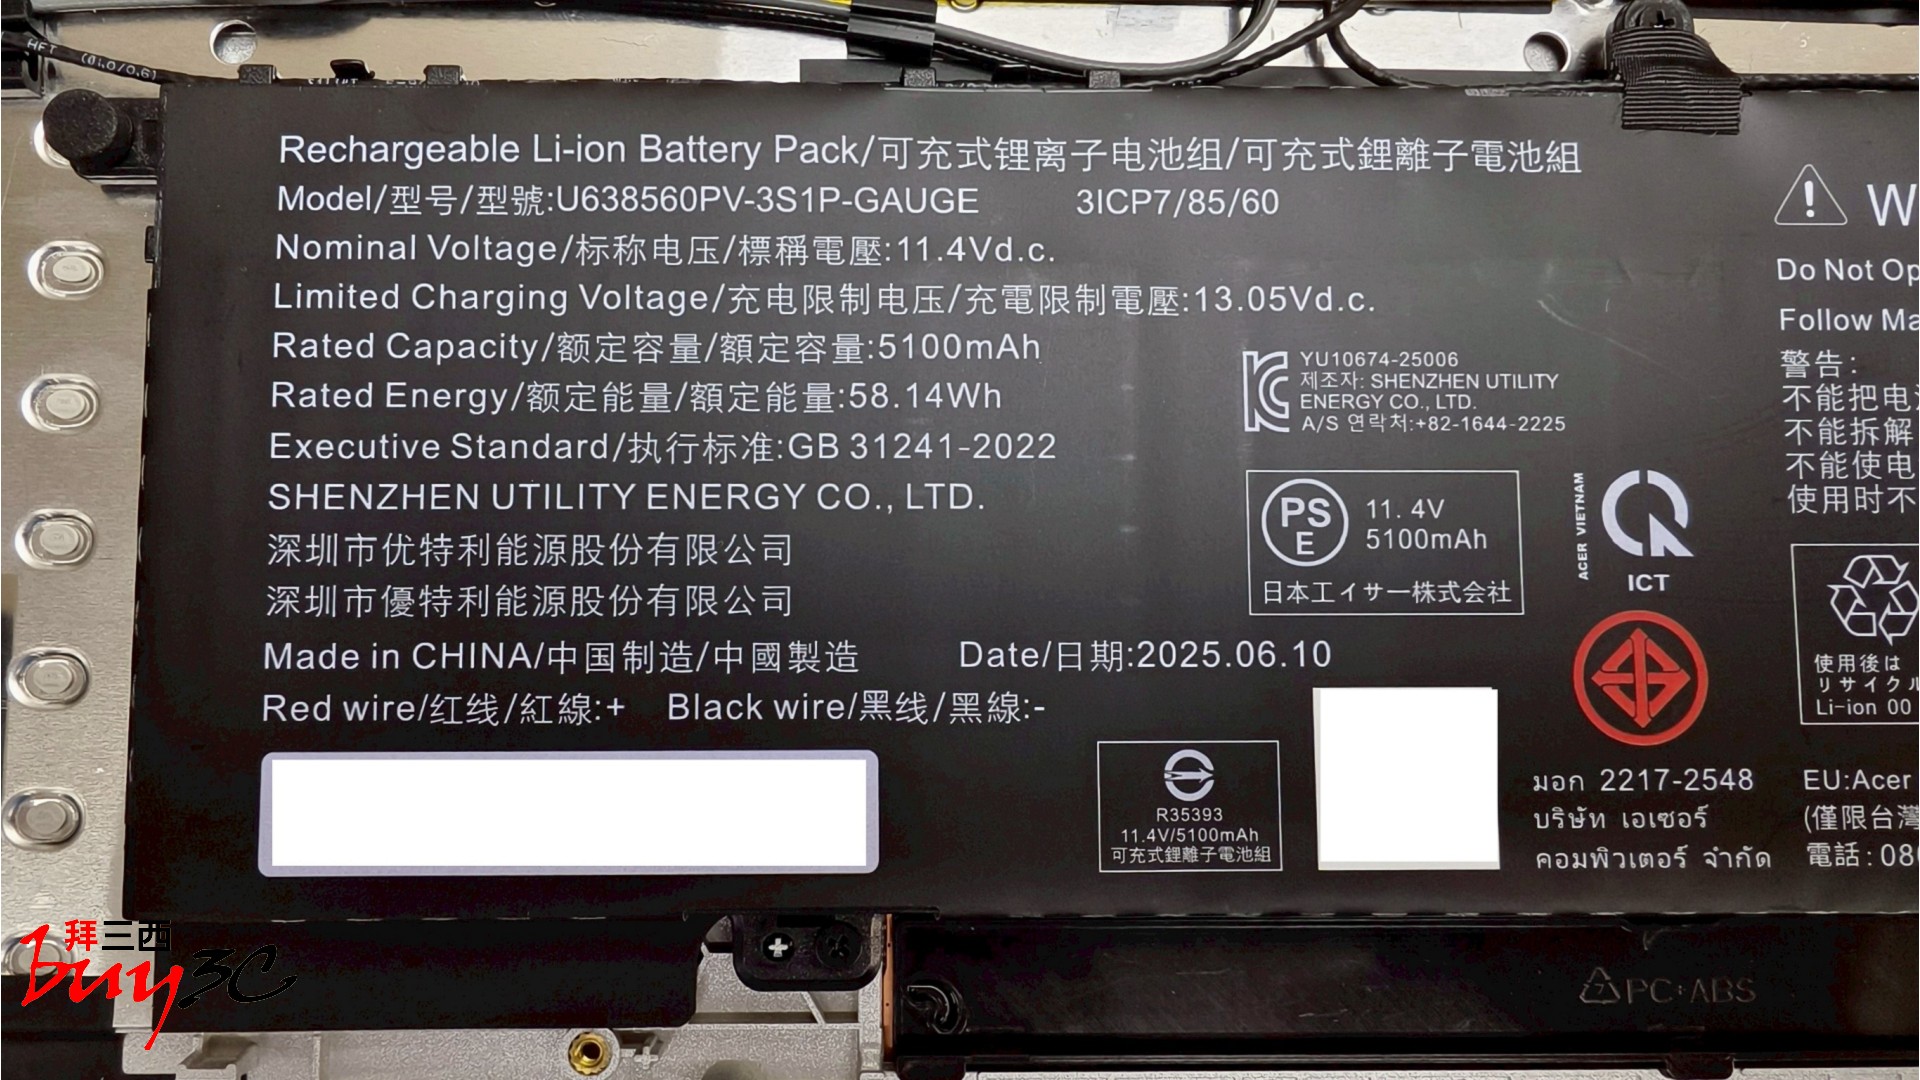 HFT (Ø1.0/0.6)
Rechargeable Li-ion Battery Pack/可充式锂离子电池组/可充式鋰離子電池組
Model/型号/型號:U638560PV-3S1P-GAUGE 3ICP7/85/60
Nominal Voltage/标称电压/標稱電壓:11.4Vd.c.
Limited Charging Voltage/充电限制电压/充電限制電壓:13.05Vd.c.
Rated Capacity/额定容量/額定容量:5100mAh
Rated Energy/额定能量/額定能量:58.14Wh
Executive Standard/执行标准:GB 31241-2022
SHENZHEN UTILITY ENERGY CO., LTD.
深圳市优特利能源股份有限公司
深圳市優特利能源股份有限公司
Made in CHINA/中国制造/中國製造 Date/日期:2025.06.10
Red wire/红线/紅線:+ Black wire/黑线/黑線:-
YU10674-25006
제조자: SHENZHEN UTILITY
ENERGY CO., LTD.
A/S 연락처:+82-1644-2225
PS
E
11.4V
5100mAh
日本エイサー株式会社
ACER VIETNAM
ICT
R35393
11.4V/5100mAh
可充式鋰離子電池組
มอก 2217-2548
บริษัท เอเซอร์
คอมพิวเตอร์ จำกัด
W
Do Not Op
Follow Ma
警告:
不能把电
不能拆解
不能使电
使用时不
使用後は
リサイクル
Li-ion 00
EU:Acer
(僅限台灣
電話:08
7 PC+ABS
拜三西
buy3C